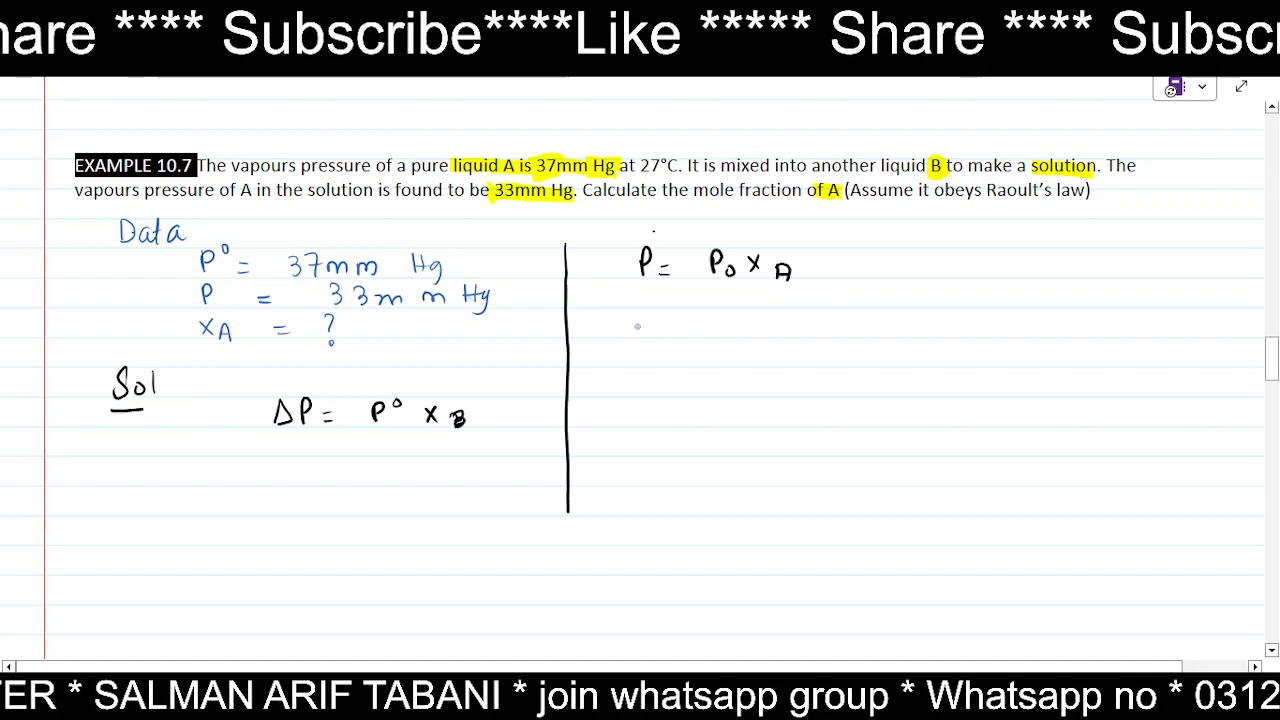 hare **** Subscribe****Like ***** Share **** Subsc
EXAMPLE 10.7 The vapours pressure of a pure liquid A is 37mm Hg at 27°C. It is mixed into another liquid B to make a solution. The
vapours pressure of A in the solution is found to be 33mm Hg. Calculate the mole fraction of A (Assume it obeys Raoult's law)
Data
P° = 37mm Hg
P = 33mm Hg
xA = ?
Sol
ΔP = P° x B
P = P₀ x A
TER * SALMAN ARIF TABANI * join whatsapp group * Whatsapp no * 0312